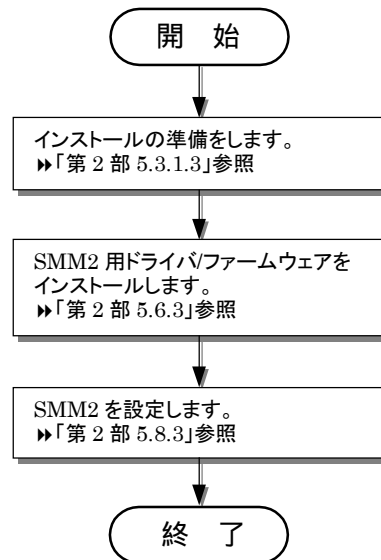 開　始
インストールの準備をします。
▶▶「第 2 部 5.3.1.3」参照
SMM2 用ドライバ/ファームウェアを
インストールします。
▶▶「第 2 部 5.6.3」参照
SMM2 を設定します。
▶▶「第 2 部 5.8.3」参照
終　了